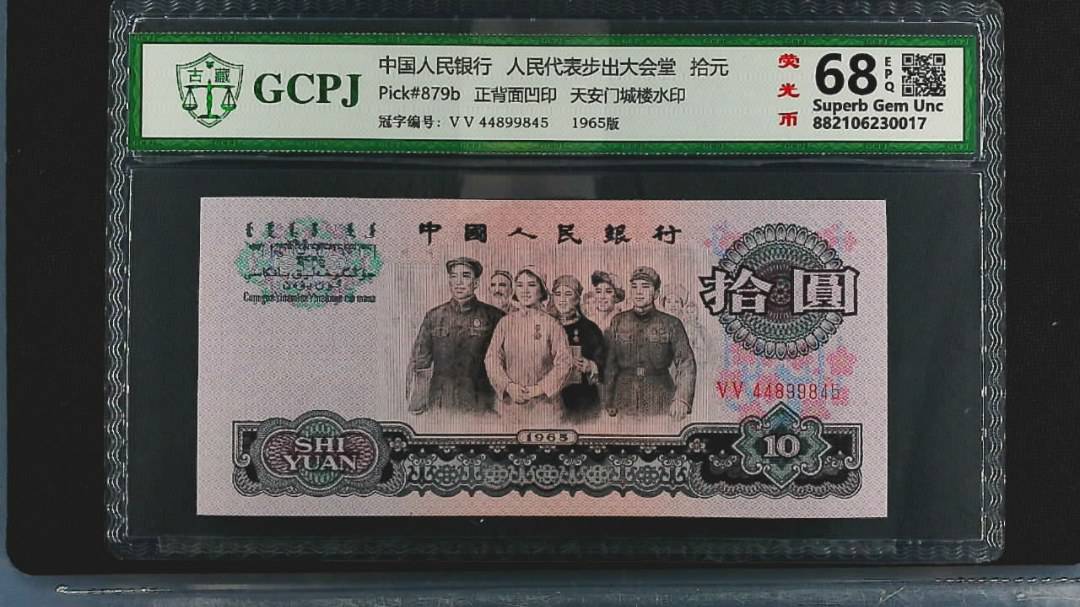 古藏
GCPJ
中国人民银行 人民代表步出大会堂 拾元
Pick#879b 正背面凹印 天安门城楼水印
冠字编号: VV 44899845 1965版
荧光币
68
EPQ
Superb Gem Unc
882106230017
中國人民銀行
拾圓
VV 44899845
1965
SHI
YUAN
10